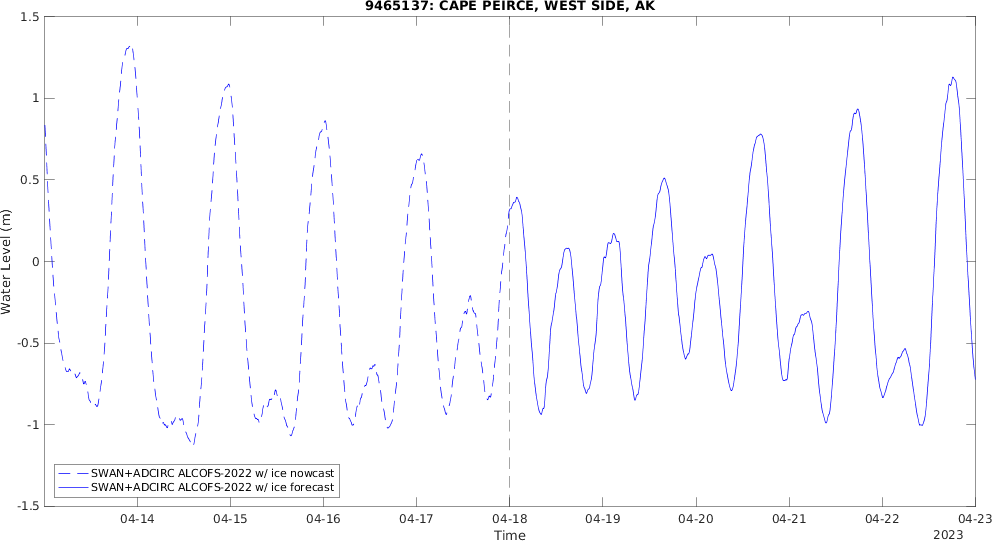 9465137: CAPE PEIRCE, WEST SIDE, AK
1.5
1
0.5
0
-0.5
-1
-1.5
Water Level (m)
SWAN+ADCIRC ALCOFS-2022 w/ ice nowcast
SWAN+ADCIRC ALCOFS-2022 w/ ice forecast
04-14 04-15 04-16 04-17 04-18 04-19 04-20 04-21 04-22 04-23
Time
2023